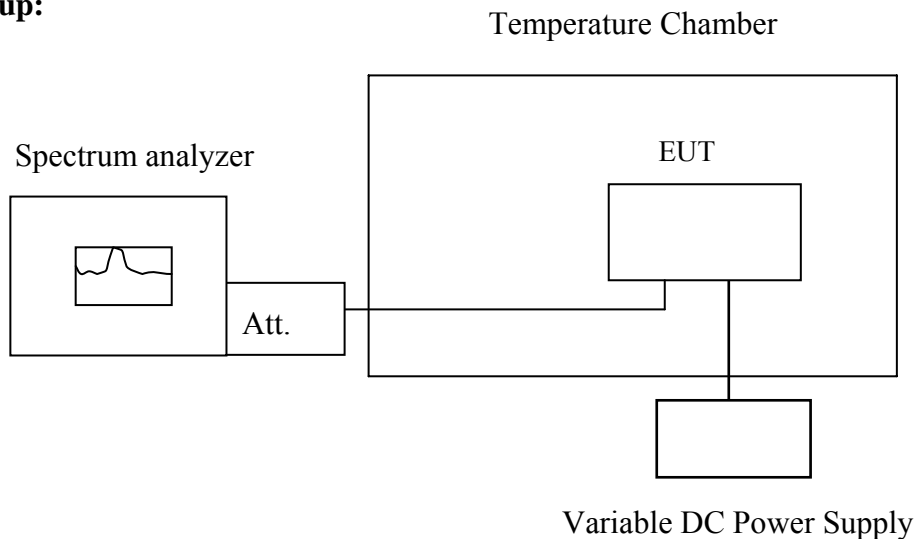 up:
Temperature Chamber
Spectrum analyzer
EUT
Att.
Variable DC Power Supply